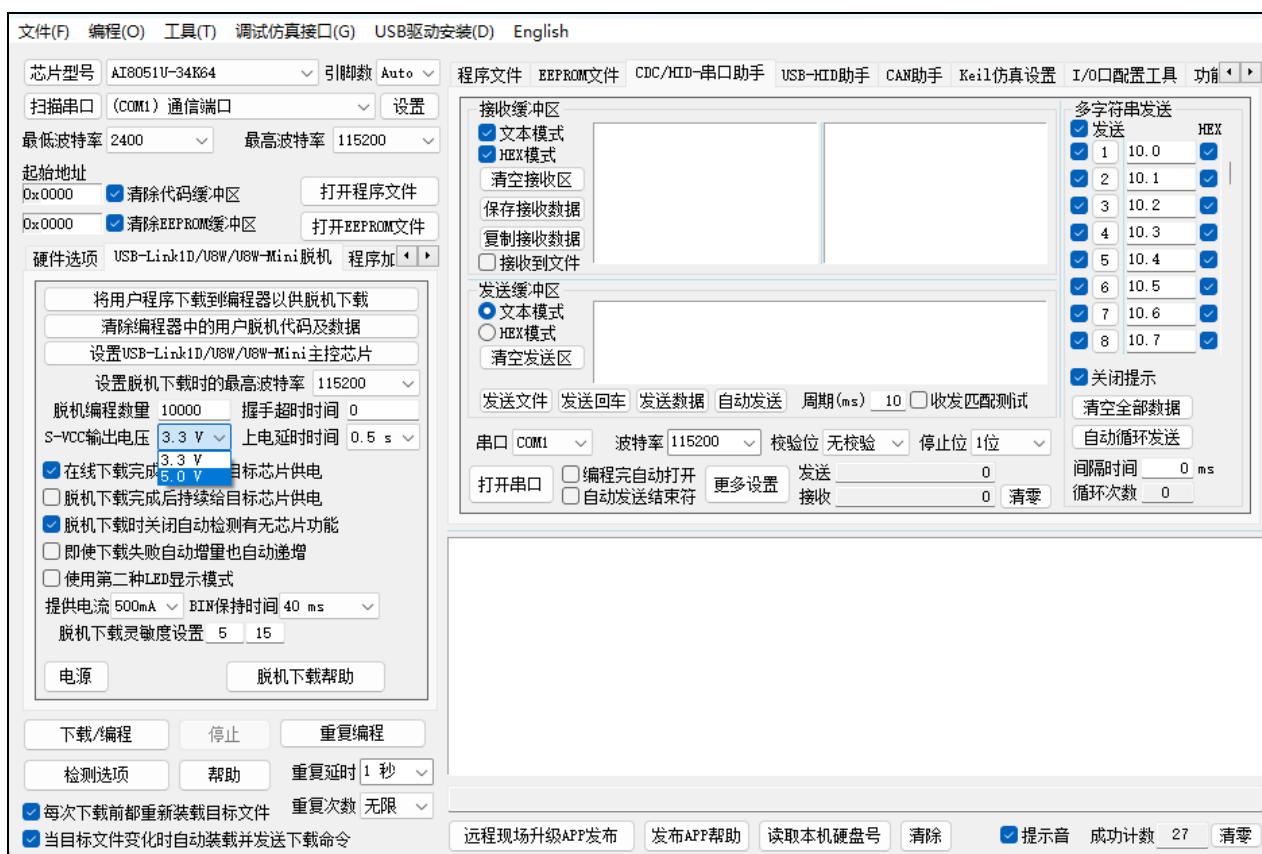 文件(F) 编程(O) 工具(T) 调试仿真接口(G) USB驱动安装(D) English
芯片型号 AI8051U-34K64 引脚数 Auto
扫描串口 (COM1) 通信端口 设置
最低波特率 2400 最高波特率 115200
起始地址
0x0000 清除代码缓冲区 打开程序文件
0x0000 清除EEPROM缓冲区 打开EEPROM文件
硬件选项 USB-Link1D/U8W/U8W-Mini脱机 程序加
将用户程序下载到编程器以供脱机下载
清除编程器中的用户脱机代码及数据
设置USB-Link1D/U8W/U8W-Mini主控芯片
设置脱机下载时的最高波特率 115200
脱机编程数量 10000 握手超时时间 0
S-VCC输出电压 3.3 V 上电延时时间 0.5 s
3.3 V
5.0 V
在线下载完成 目标芯片供电
脱机下载完成后持续给目标芯片供电
脱机下载时关闭自动检测有无芯片功能
即使下载失败自动增量也自动递增
使用第二种LED显示模式
提供电流 500mA BIN保持时间 40 ms
脱机下载灵敏度设置 5 15
电源 脱机下载帮助
下载/编程 停止 重复编程
检测选项 帮助 重复延时 1 秒
每次下载前都重新装载目标文件 重复次数 无限
当目标文件变化时自动装载并发送下载命令
程序文件 EEPROM文件 CDC/HID-串口助手 USB-HID助手 CAN助手 Keil仿真设置 I/O口配置工具
接收缓冲区
文本模式
HEX模式
清空接收区
保存接收数据
复制接收数据
接收到文件
发送缓冲区
文本模式
HEX模式
清空发送区
发送文件 发送回车 发送数据 自动发送 周期(ms) 10 收发匹配测试
串口 COM1 波特率 115200 校验位 无校验 停止位 1位
打开串口 编程完自动打开 更多设置 发送 0
自动发送结束符 接收 0 清零
多字符串发送
发送 HEX
1 10.0
2 10.1
3 10.2
4 10.3
5 10.4
6 10.5
7 10.6
8 10.7
关闭提示
清空全部数据
自动循环发送
间隔时间 0 ms
循环次数 0
远程现场升级APP发布 发布APP帮助 读取本机硬盘号 清除 提示音 成功计数 27 清零